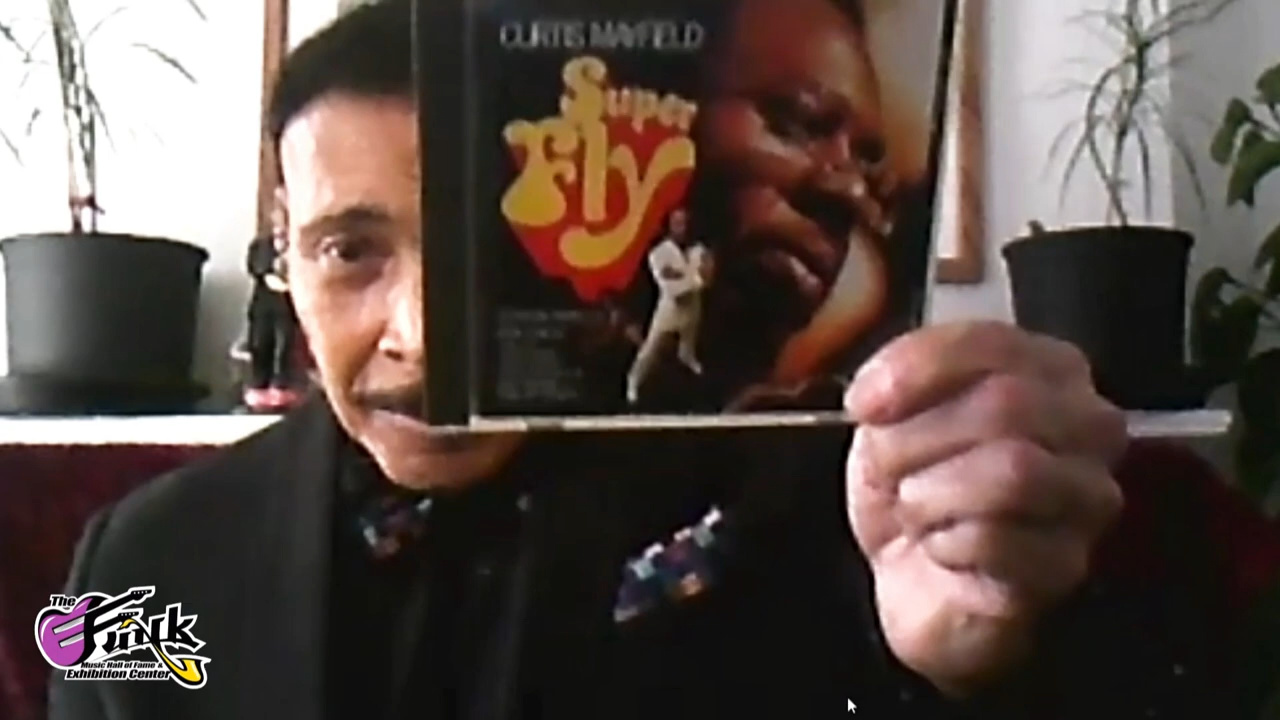 CURTIS MAYFIELD
Super
Fly
The
Funk
Music Hall of Fame &
Exhibition Center